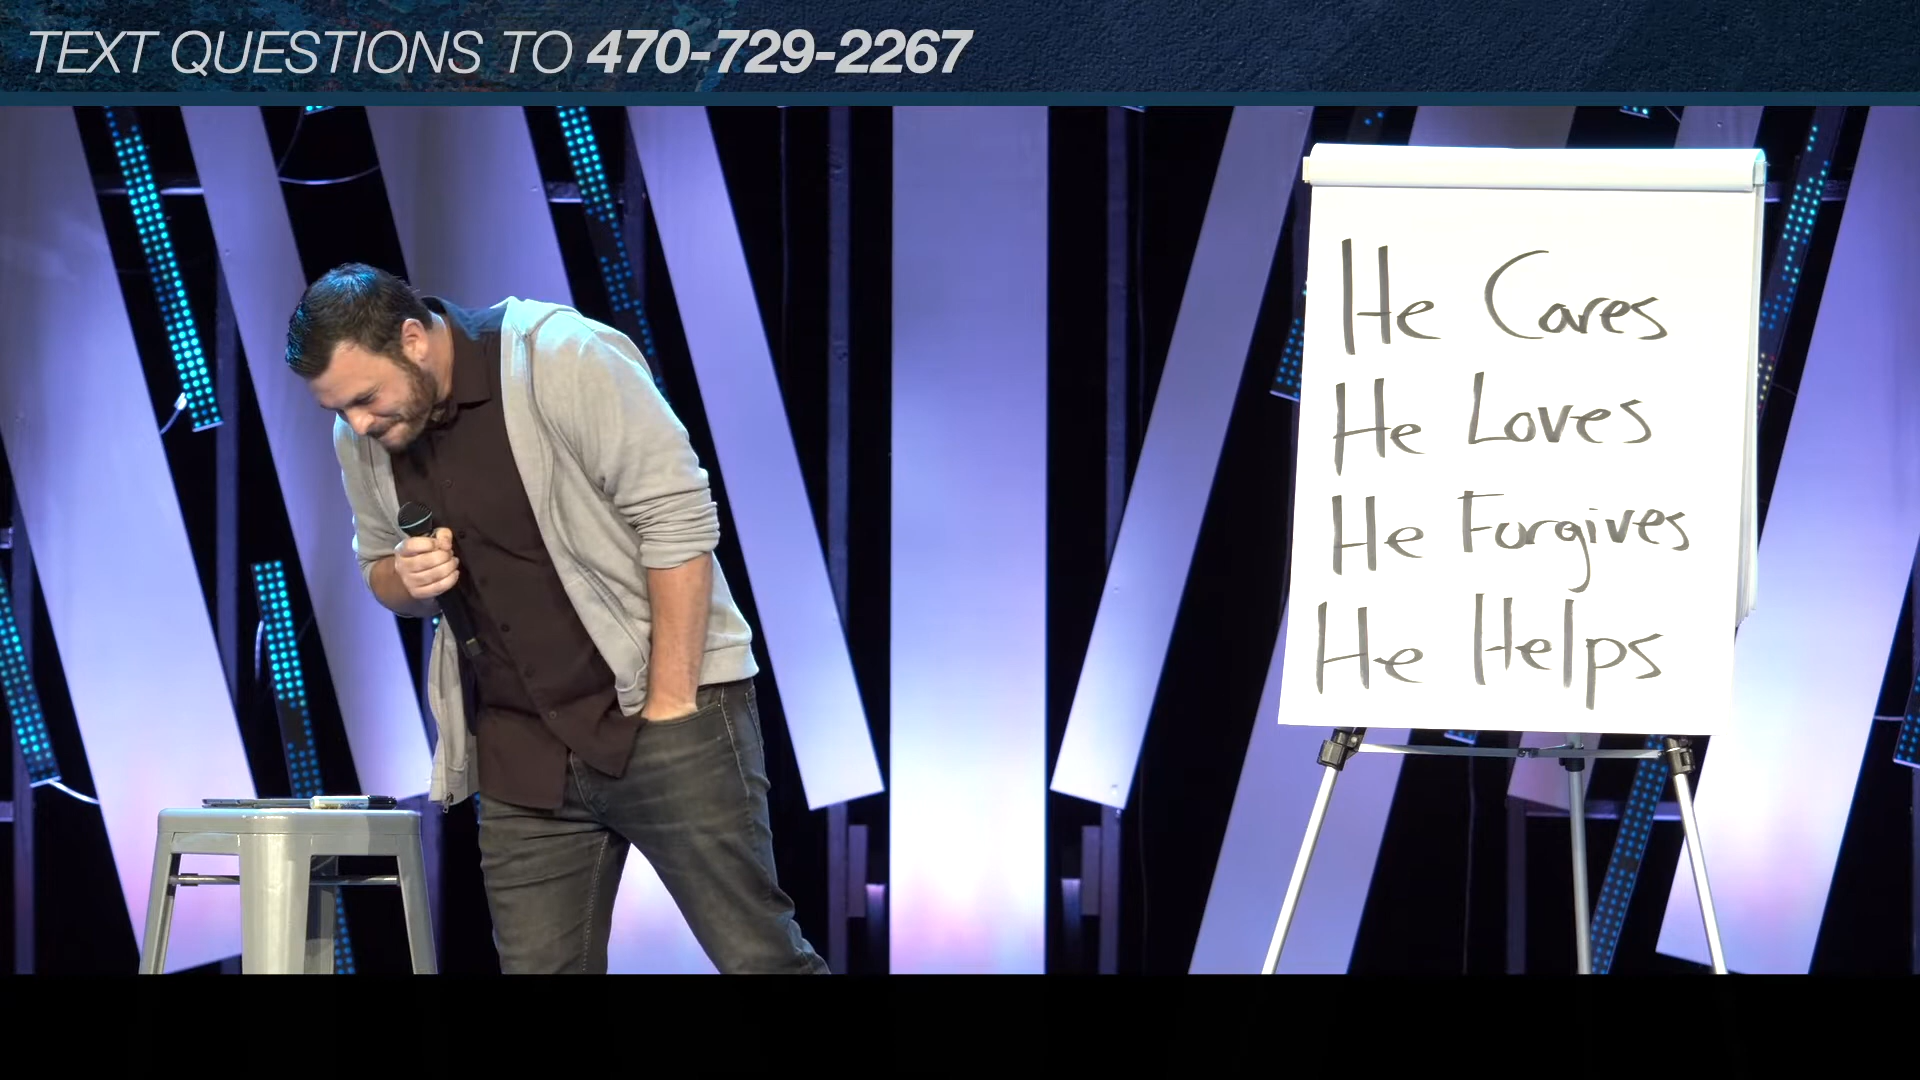 TEXT QUESTIONS TO 470-729-2267
He Cares
He Loves
He Forgives
He Helps